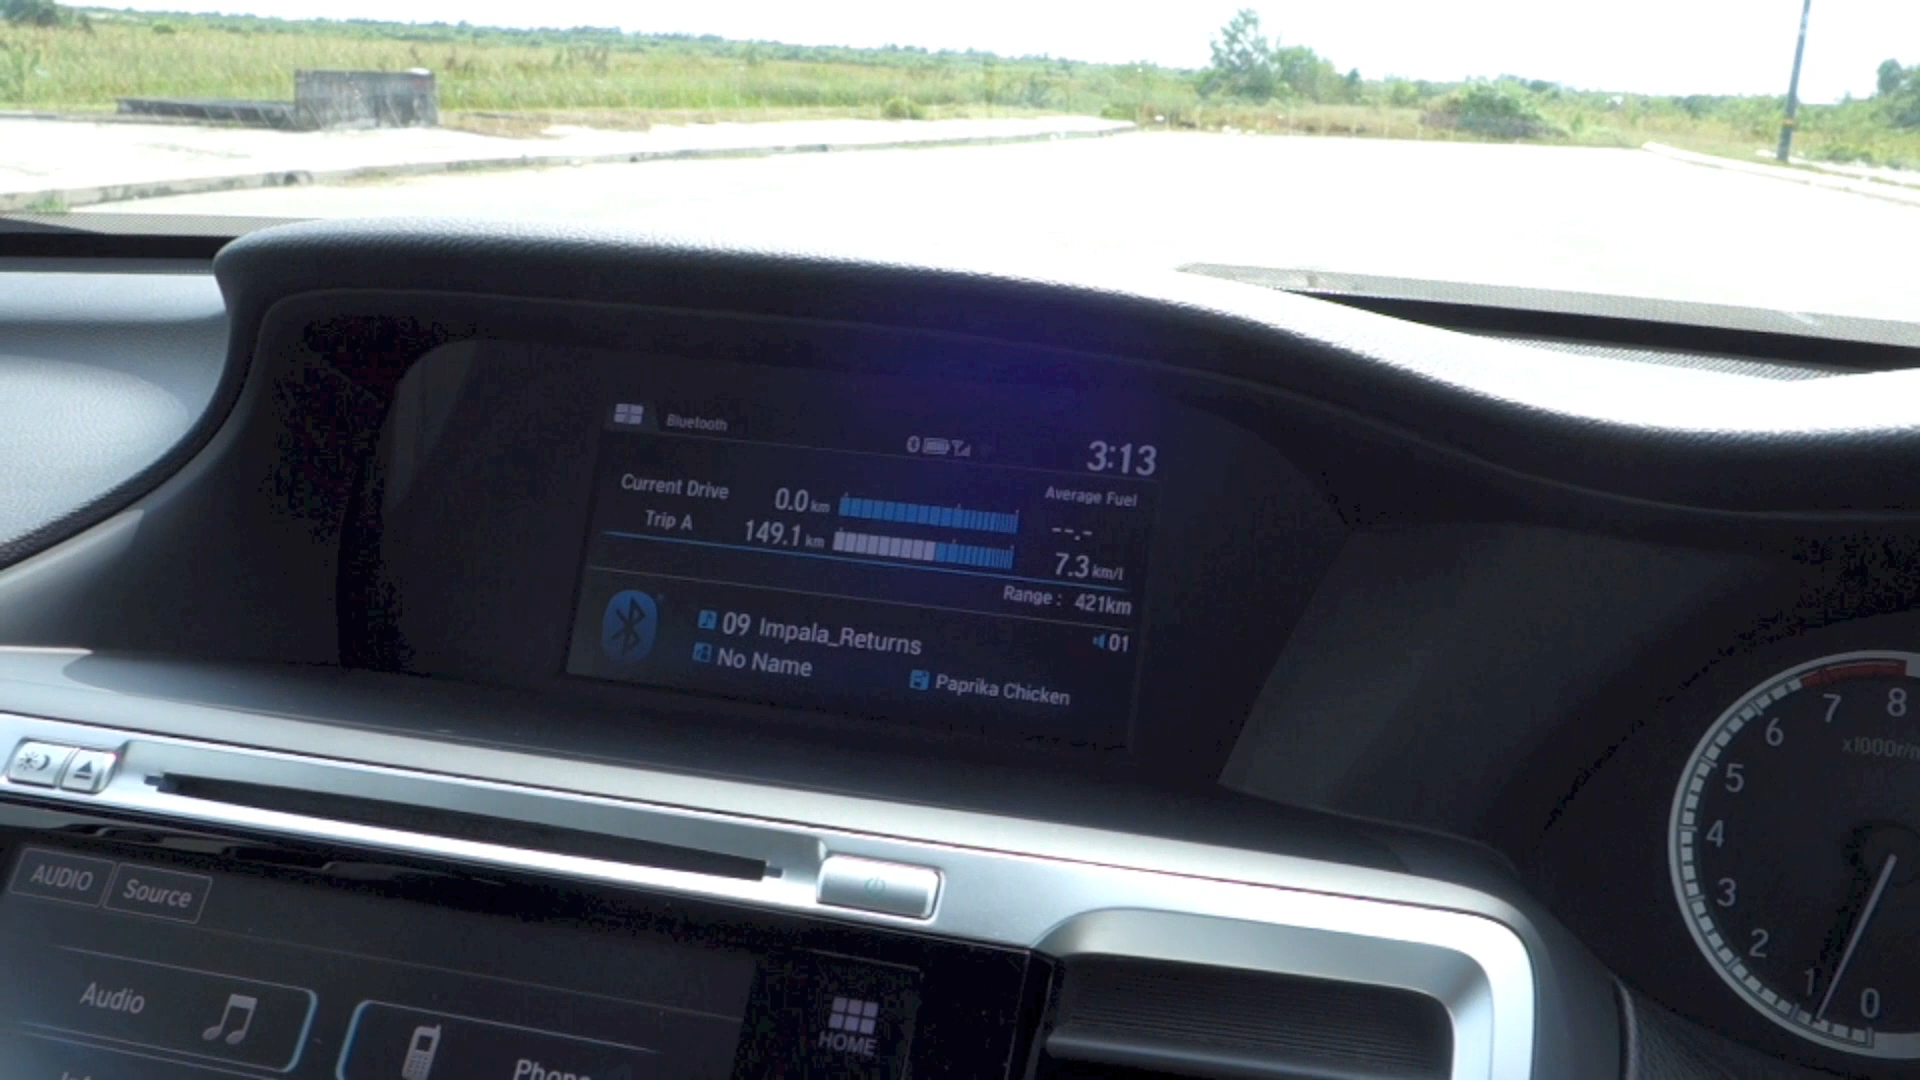 Bluetooth
3:13
Current Drive 0.0 km Average Fuel --.-
Trip A 149.1 km 7.3 km/l
Range : 421km
09 Impala_Returns 01
No Name
Paprika Chicken
AUDIO Source
Audio
Phone
HOME
8
7
6
x1000r/m
5
4
3
2
1
0